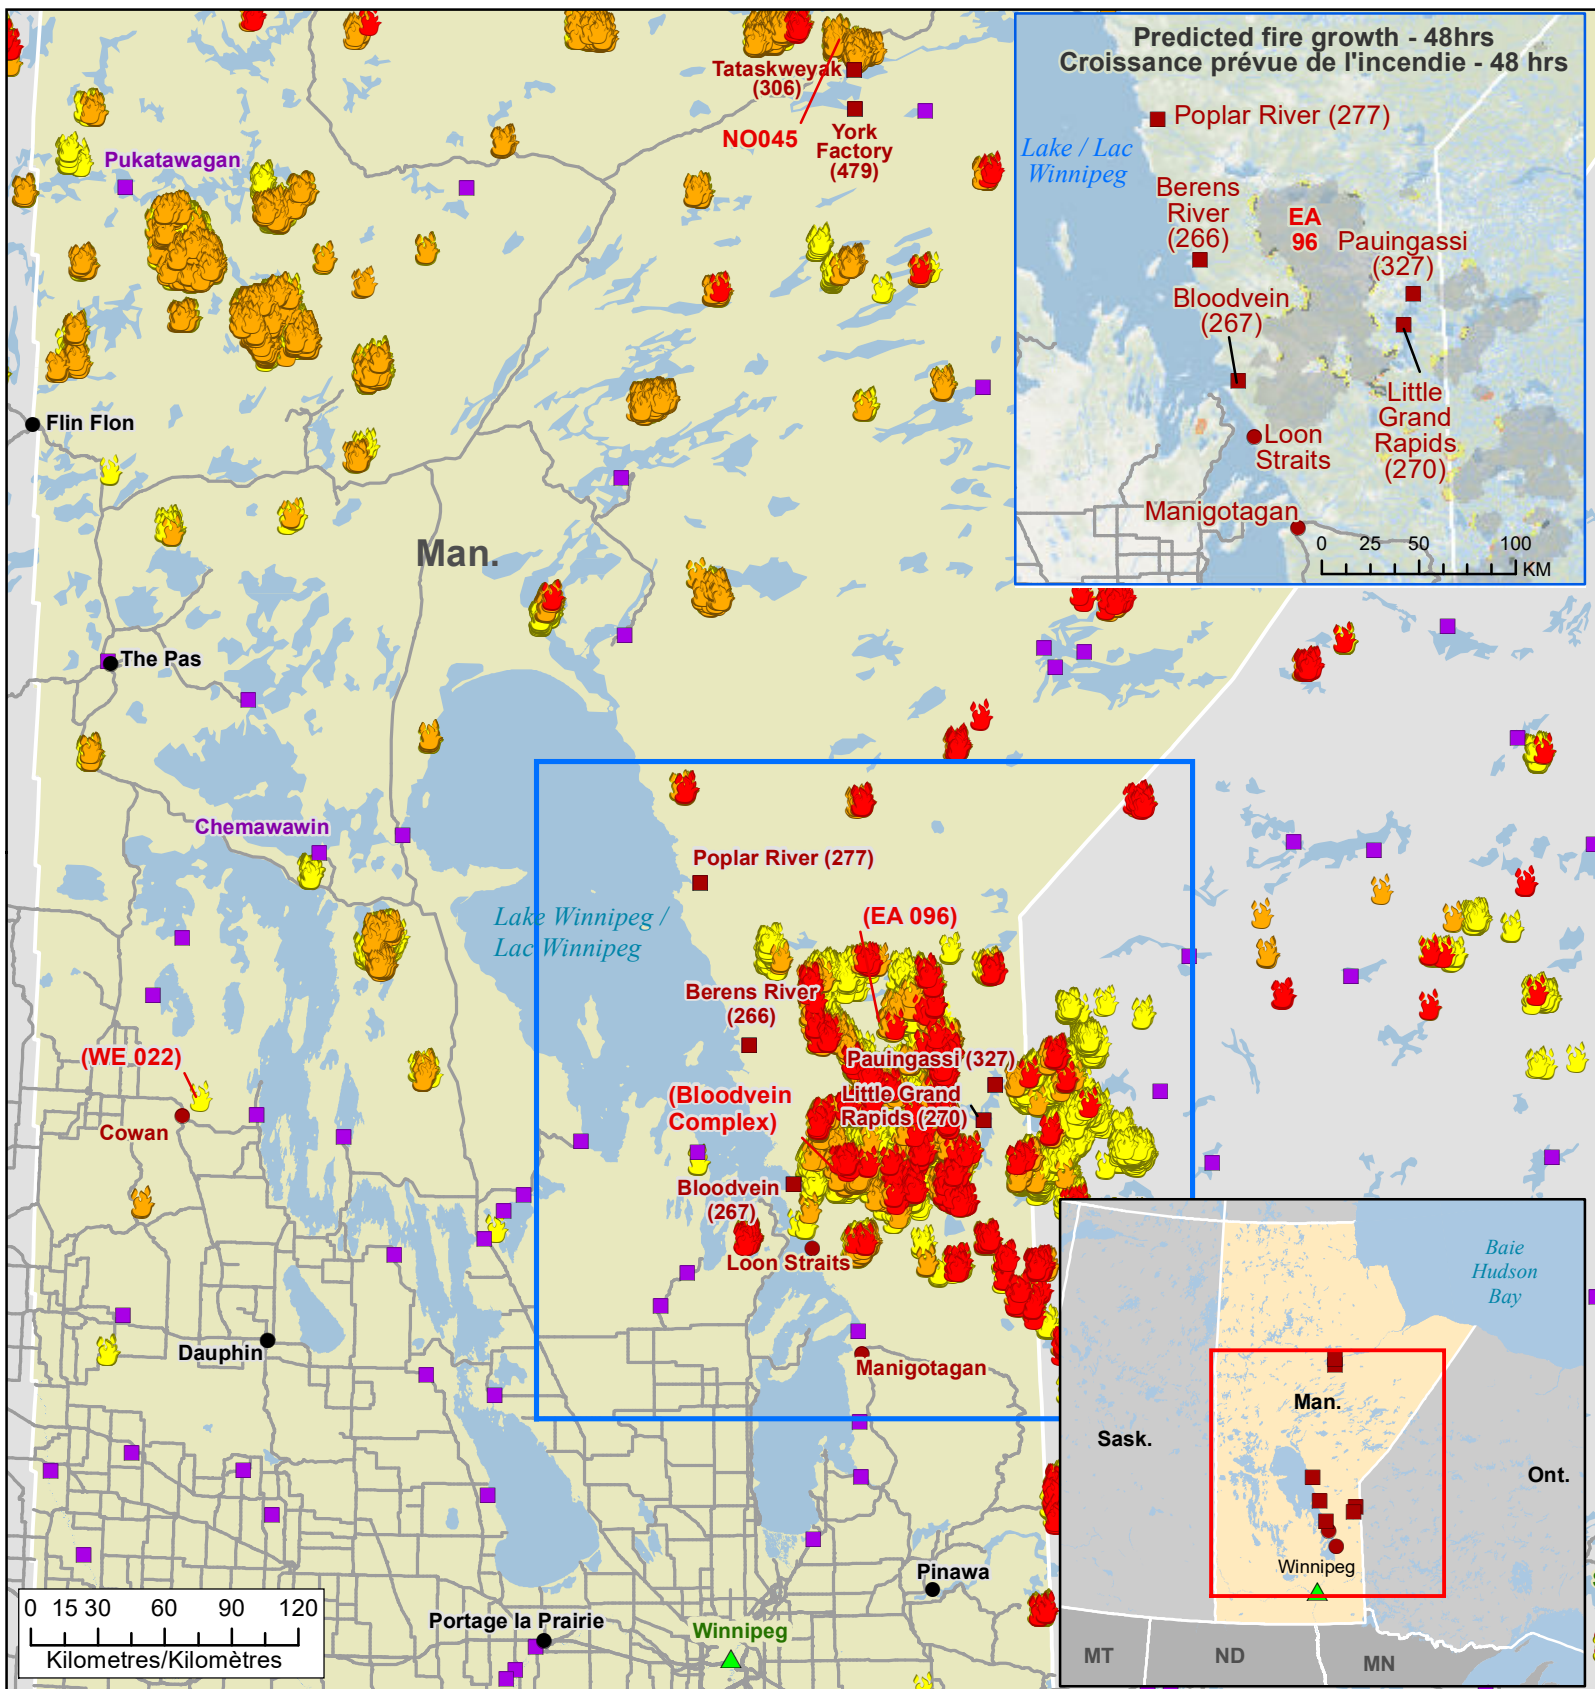 Predicted fire growth - 48hrs
Croissance prévue de l'incendie - 48 hrs
Poplar River (277)
Lake / Lac
Winnipeg
Berens
River
(266)
EA
96
Pauingassi
(327)
Bloodvein
(267)
Little
Grand
Rapids
(270)
Loon
Straits
Manigotagan
0 25 50 100
KM
Tataskweyak
(306)
NO045
York
Factory
(479)
Pukatawagan
Flin Flon
Man.
The Pas
Chemawawin
Poplar River (277)
Lake Winnipeg /
Lac Winnipeg
(EA 096)
Berens River
(266)
(WE 022)
Pauingassi (327)
(Bloodvein
Complex)
Little Grand
Rapids (270)
Cowan
Bloodvein
(267)
Loon Straits
Dauphin
Manigotagan
Pinawa
Portage la Prairie
Winnipeg
0 15 30 60 90 120
Kilometres/Kilomètres
Baie
Hudson
Bay
Man.
Sask.
Ont.
Winnipeg
MT
ND
MN